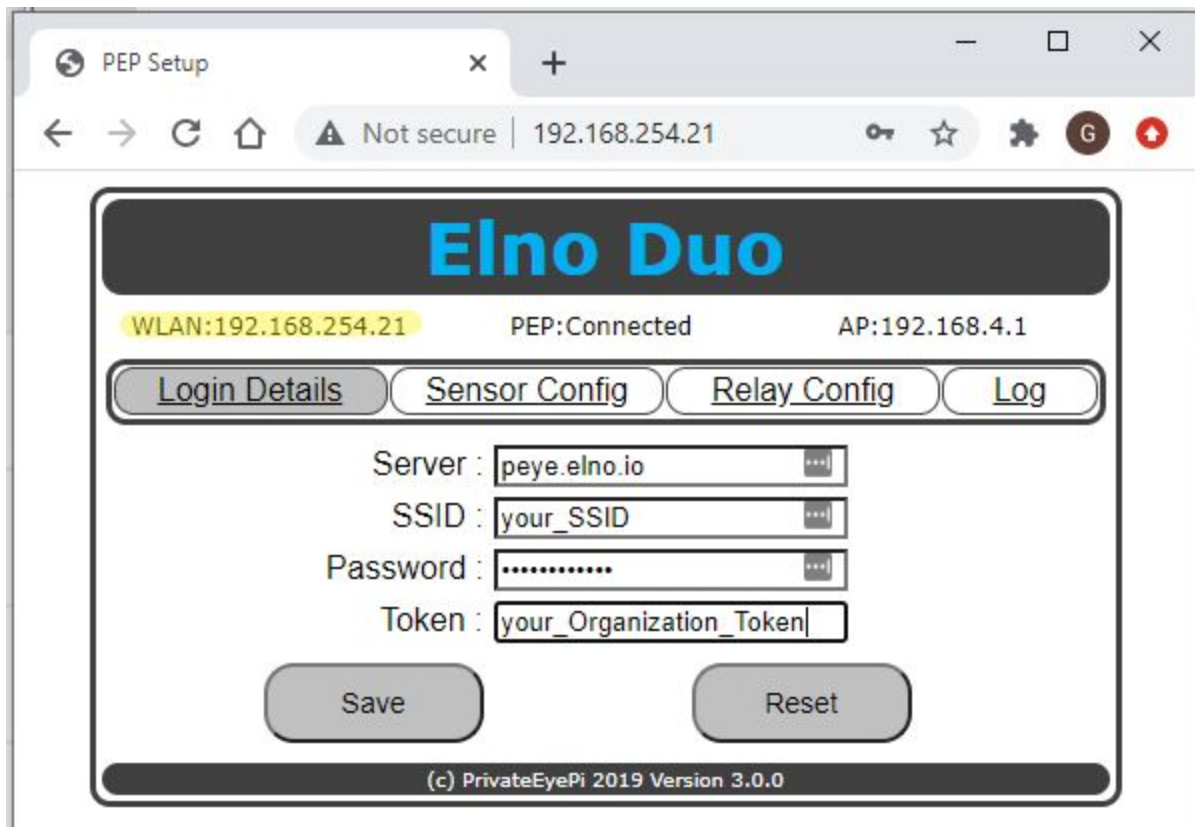 PEP Setup
Not secure | 192.168.254.21
G
Elno Duo
WLAN:192.168.254.21 PEP:Connected AP:192.168.4.1
Login Details Sensor Config Relay Config Log
Server : peye.elno.io
SSID : your_SSID
Password : ••••••••••••
Token : your_Organization_Token
Save Reset
(c) PrivateEyePi 2019 Version 3.0.0